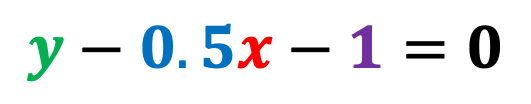 y − 0.5x − 1 = 0